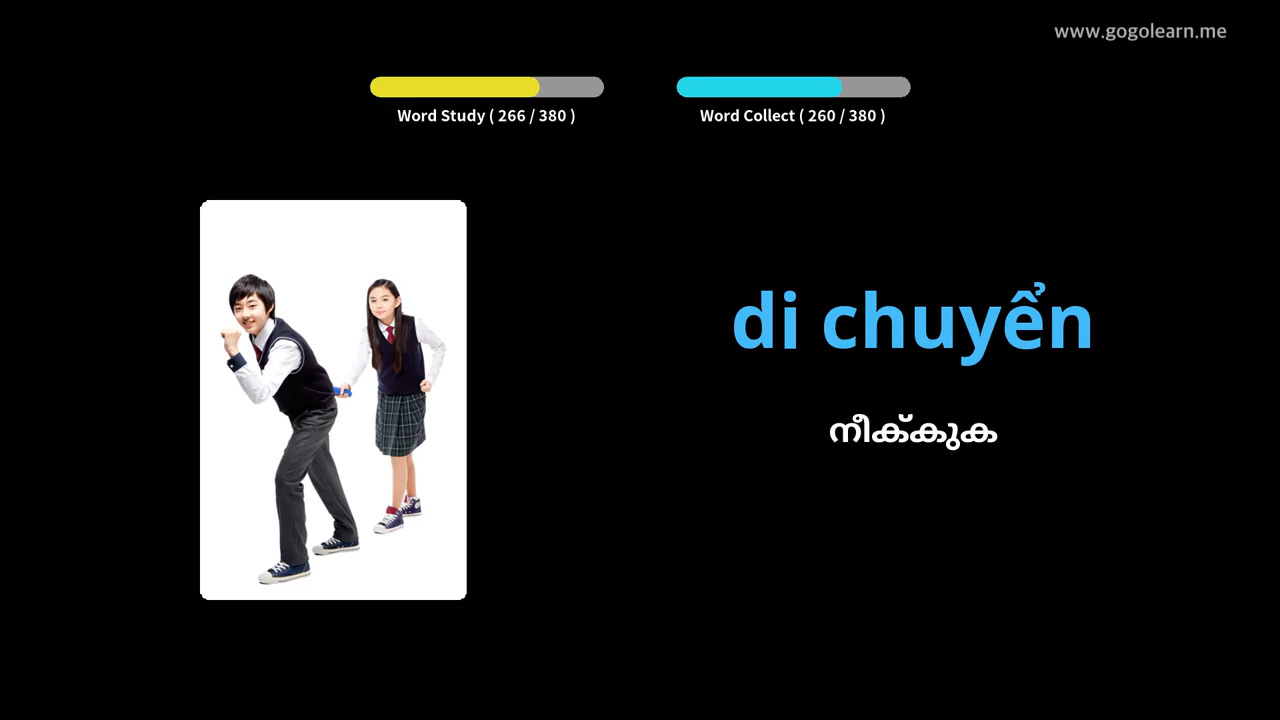 www.gogolearn.me
Word Study ( 266 / 380 )
Word Collect ( 260 / 380 )
di chuyển
നീക്കുക